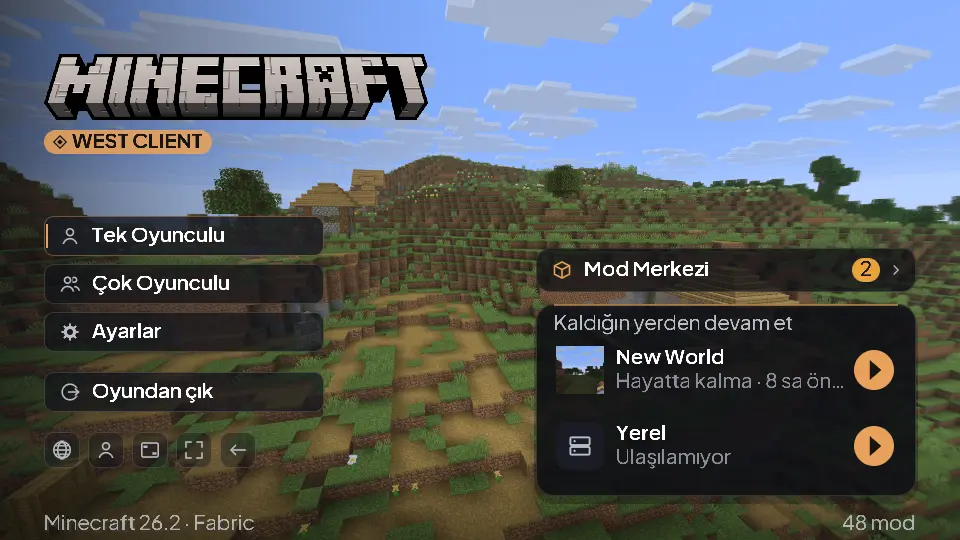 MINECRAFT
WEST CLIENT
Tek Oyunculu
Çok Oyunculu
Ayarlar
Oyundan çık
Mod Merkezi 2
Kaldığın yerden devam et
New World
Hayatta kalma · 8 sa ön...
Yerel
Ulaşılamıyor
Minecraft 26.2 · Fabric
48 mod